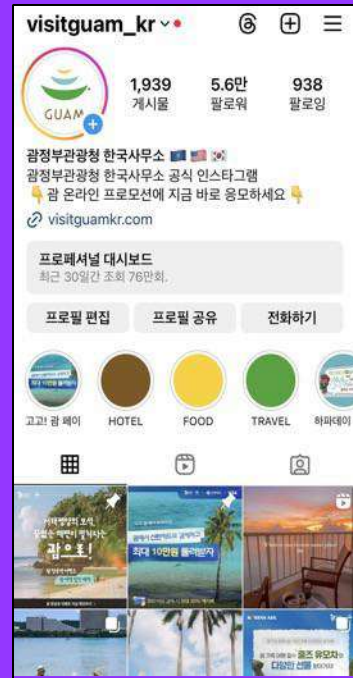 visitguam_kr
GUAM
1,939 5.6만 938
게시물 팔로워 팔로잉
괌정부관광청 한국사무소
괌정부관광청 한국사무소 공식 인스타그램
괌 온라인 프로모션에 지금 바로 응모하세요
visitguamkr.com
프로페셔널 대시보드
최근 30일간 조회 76만회.
프로필 편집 프로필 공유 전화하기
고고! 괌 페이 HOTEL FOOD TRAVEL 하파데이
괌으로!
최대 10만원 돌려받자